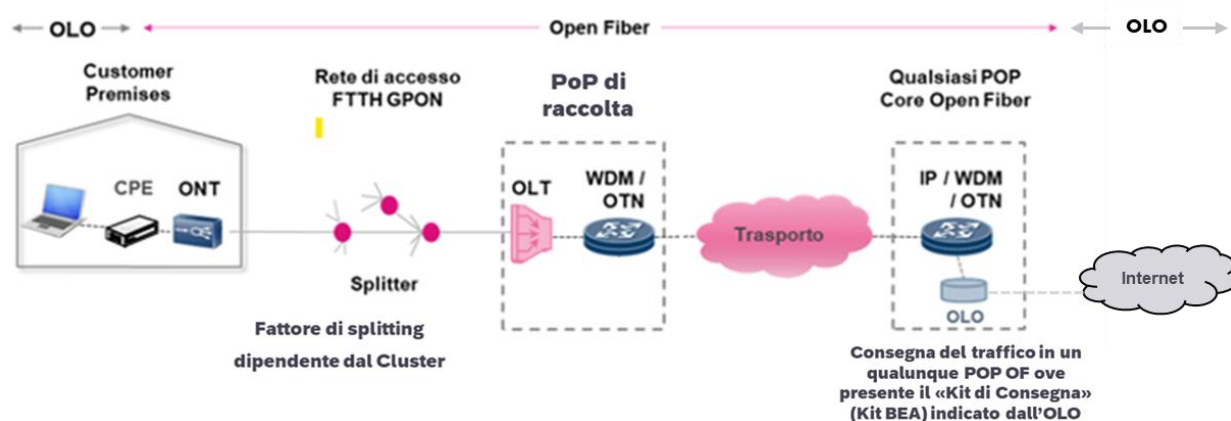 OLO
Open Fiber
OLO
Customer
Premises
Rete di accesso
FTTH GPON
PoP di
raccolta
Qualsiasi POP
Core Open Fiber
CPE
ONT
OLT
WDM /
OTN
IP / WDM
/ OTN
Trasporto
Internet
Splitter
OLO
Fattore di splitting
dipendente dal Cluster
Consegna del traffico in un
qualunque POP OF ove
presente il «Kit di Consegna»
(Kit BEA) indicato dall'OLO